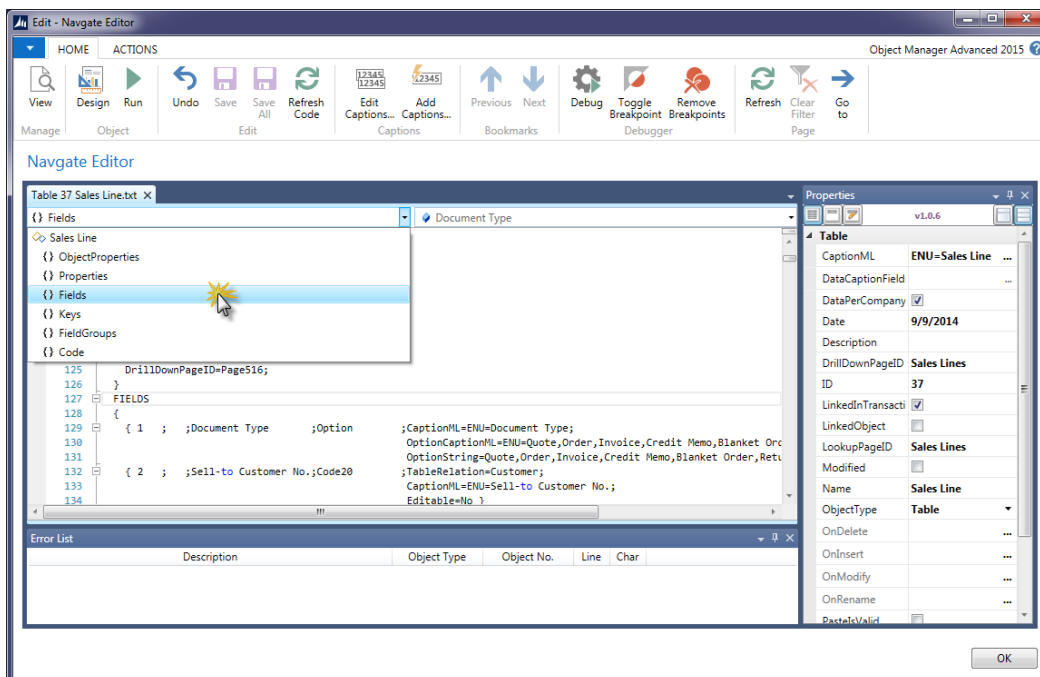 Edit - Navgate Editor
HOME ACTIONS Object Manager Advanced 2015
View Design Run Undo Save Save All Refresh Code Edit Captions... Add Captions... Previous Next Debug Toggle Breakpoint Remove Breakpoints Refresh Clear Filter Go to
Manage Object Edit Captions Bookmarks Debugger Page
Navgate Editor
Table 37 Sales Line.txt
{} Fields Document Type
Sales Line
{} ObjectProperties
{} Properties
{} Fields
{} Keys
{} FieldGroups
{} Code
125 DrillDownPageID=Page516;
126 }
127 FIELDS
128 {
129 { 1 ; ;Document Type ;Option ;CaptionML=ENU=Document Type;
130 OptionCaptionML=ENU=Quote,Order,Invoice,Credit Memo,Blanket Ord
131 OptionString=Quote,Order,Invoice,Credit Memo,Blanket Order,Retu
132 { 2 ; ;Sell-to Customer No.;Code20 ;TableRelation=Customer;
133 CaptionML=ENU=Sell-to Customer No.;
134 Editable=No }
Error List
Description Object Type Object No. Line Char
Properties
v1.0.6
Table
CaptionML ENU=Sales Line ...
DataCaptionField ...
DataPerCompany
Date 9/9/2014
Description
DrillDownPageID Sales Lines
ID 37
LinkedInTransacti
LinkedObject
LookupPageID Sales Lines
Modified
Name Sales Line
ObjectType Table
OnDelete ...
OnInsert ...
OnModify ...
OnRename ...
PasteIsValid
OK